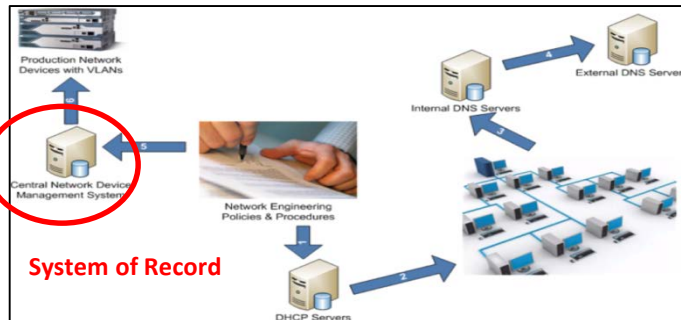 Production Network
Devices with VLANs
External DNS Server
4
Internal DNS Servers
6
3
5
Central Network Device
Management System
Network Engineering
Policies & Procedures
1
System of Record
2
DHCP Servers